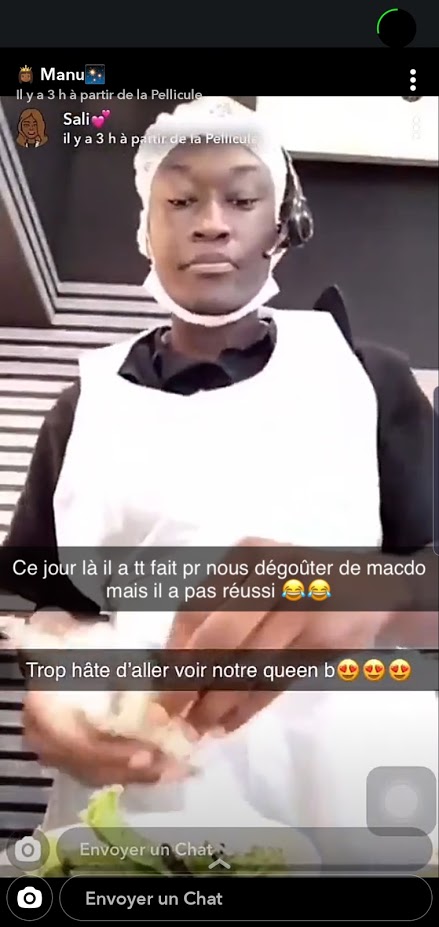 Manu🎇
Il y a 3 h à partir de la Pellicule
Sali💕
il y a 3 h à partir de la Pellicule
Ce jour là il a tt fait pr nous dégoûter de macdo
mais il a pas réussi 😂😂
Trop hâte d'aller voir notre queen b😍😍😍
Envoyer un Chat
Envoyer un Chat